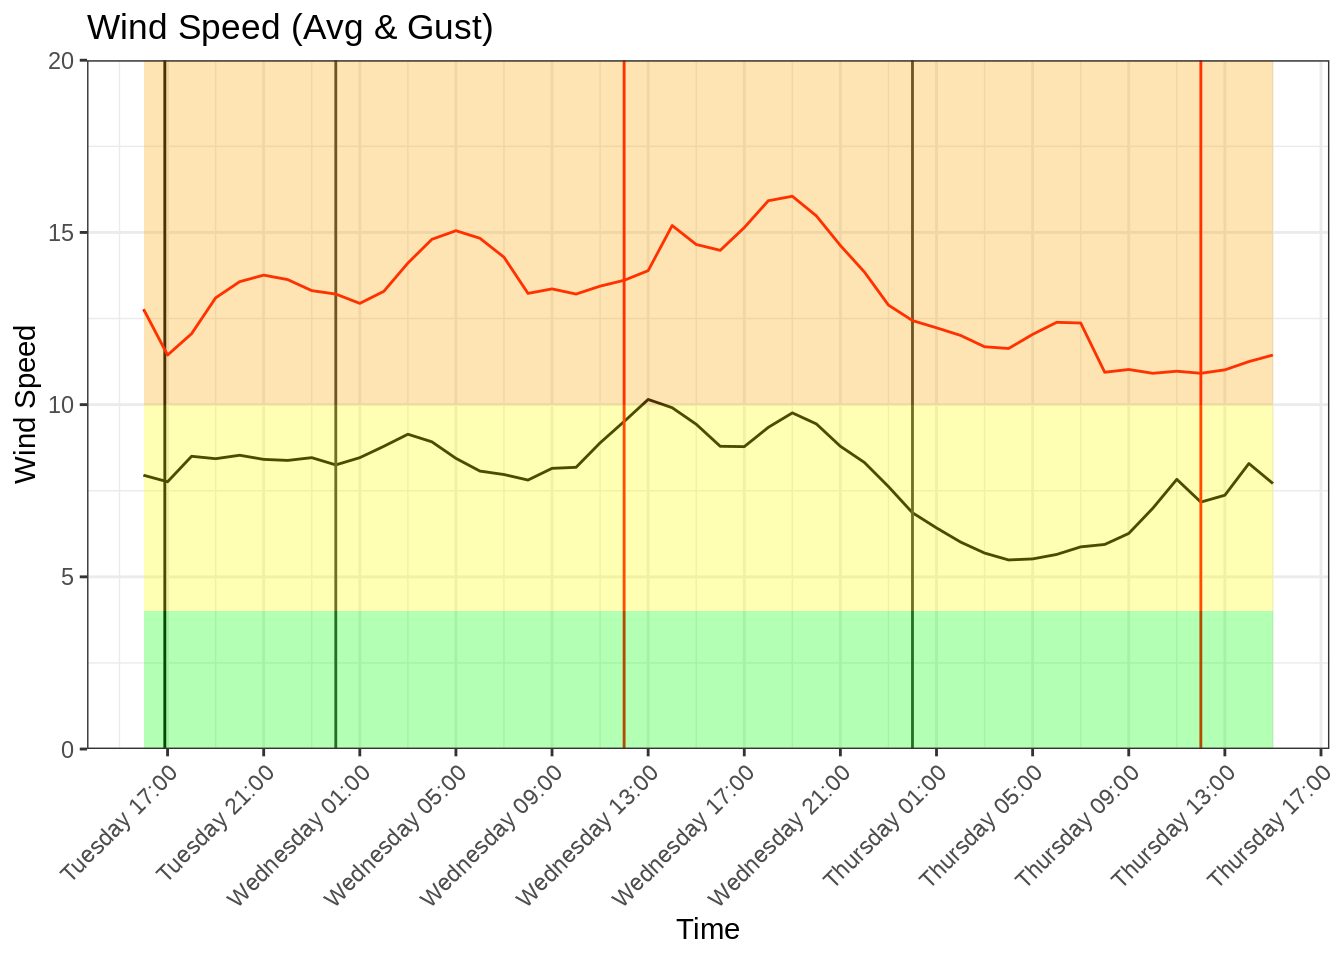 Wind Speed (Avg & Gust)
Wind Speed
20
15
10
5
0
Tuesday 17:00
Tuesday 21:00
Wednesday 01:00
Wednesday 05:00
Wednesday 09:00
Wednesday 13:00
Wednesday 17:00
Wednesday 21:00
Thursday 01:00
Thursday 05:00
Thursday 09:00
Thursday 13:00
Thursday 17:00
Time